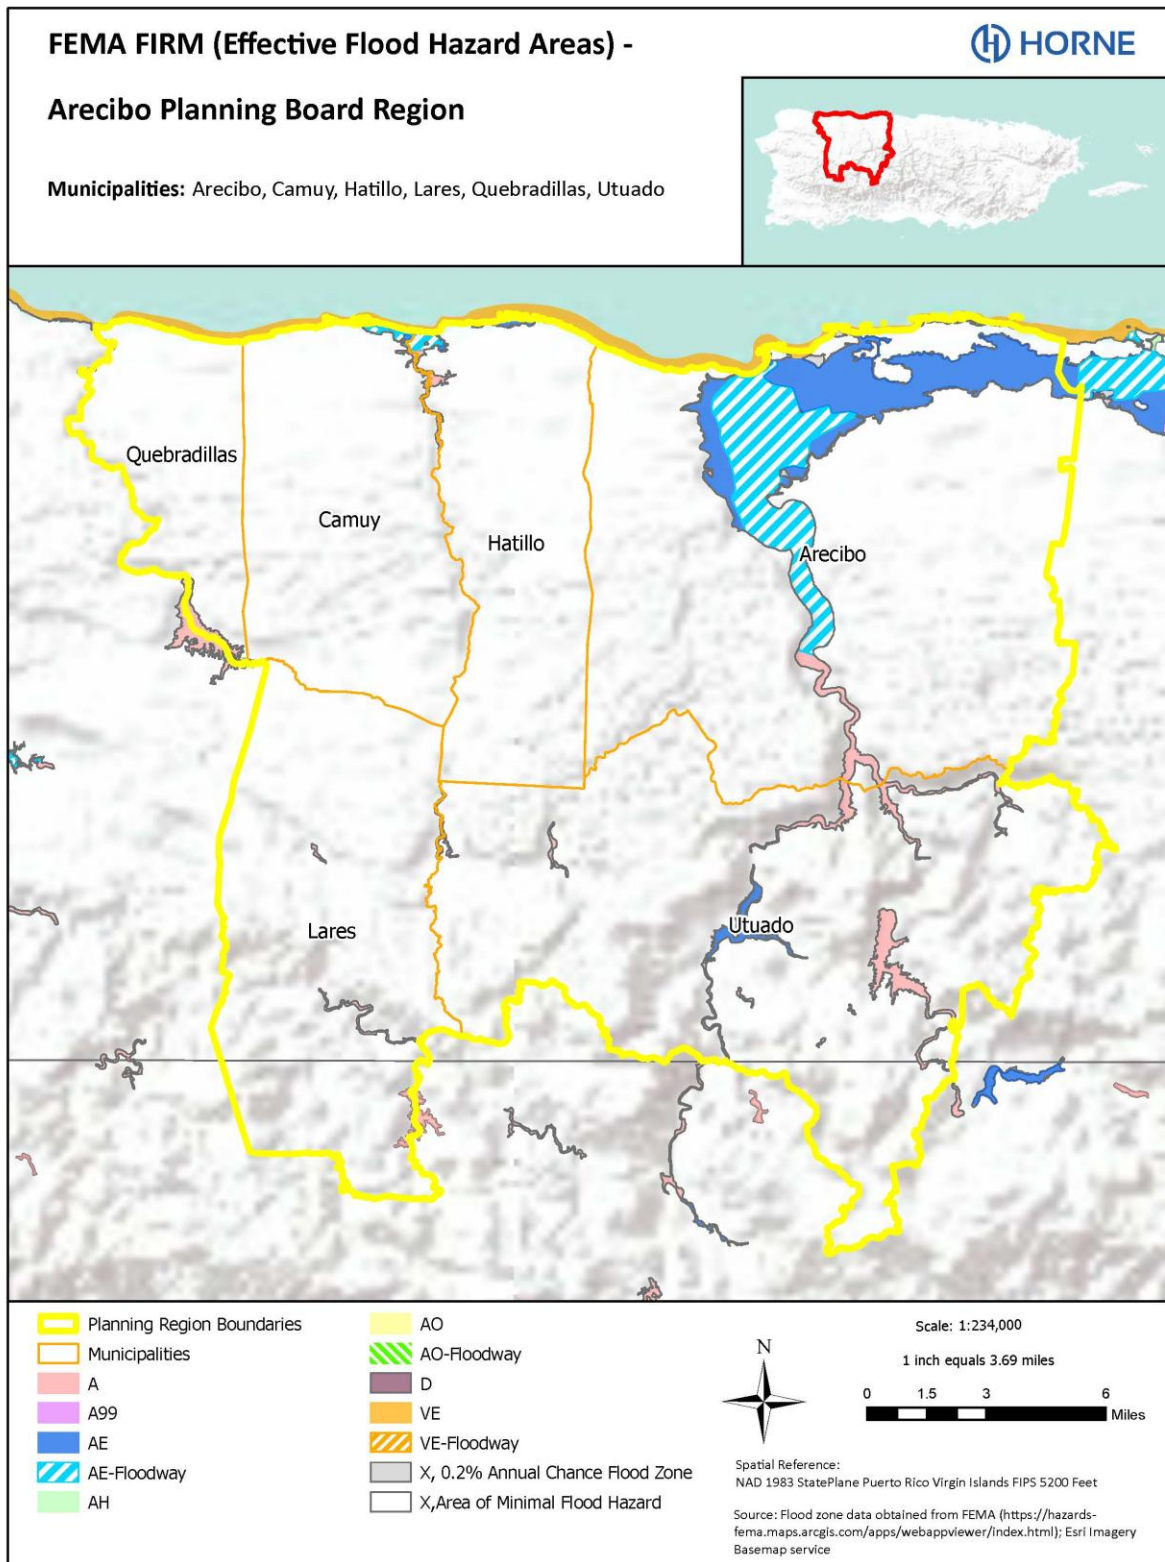 FEMA FIRM (Effective Flood Hazard Areas) -
Arecibo Planning Board Region
Municipalities: Arecibo, Camuy, Hatillo, Lares, Quebradillas, Utuado
HORNE
Quebradillas
Camuy
Hatillo
Arecibo
Lares
Utuado
Planning Region Boundaries
Municipalities
A
A99
AE
AE-Floodway
AH
AO
AO-Floodway
D
VE
VE-Floodway
X, 0.2% Annual Chance Flood Zone
X,Area of Minimal Flood Hazard
N
Scale: 1:234,000
1 inch equals 3.69 miles
0 1.5 3 6
Miles
Spatial Reference:
NAD 1983 StatePlane Puerto Rico Virgin Islands FIPS 5200 Feet
Source: Flood zone data obtained from FEMA (https://hazards-
fema.maps.arcgis.com/apps/webappviewer/index.html); Esri Imagery
Basemap service